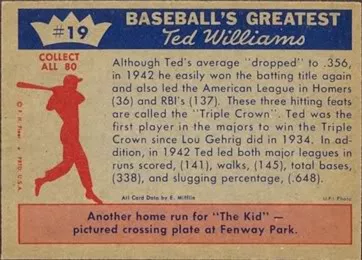 #19
BASEBALL'S GREATEST
Ted Williams
COLLECT
ALL 80
Although Ted's average "dropped" to .356,
in 1942 he easily won the batting title again
and also led the American League in Homers
(36) and RBI's (137). These three hitting feats
are called the "Triple Crown". Ted was the
first player in the majors to win the Triple
Crown since Lou Gehrig did in 1934. In ad-
dition, in 1942 Ted led both major leagues in
runs scored, (141), walks, (145), total bases,
(338), and slugging percentage, (.648).
Art Card Data by E. Mifflin
Another home run for "The Kid" —
pictured crossing plate at Fenway Park.